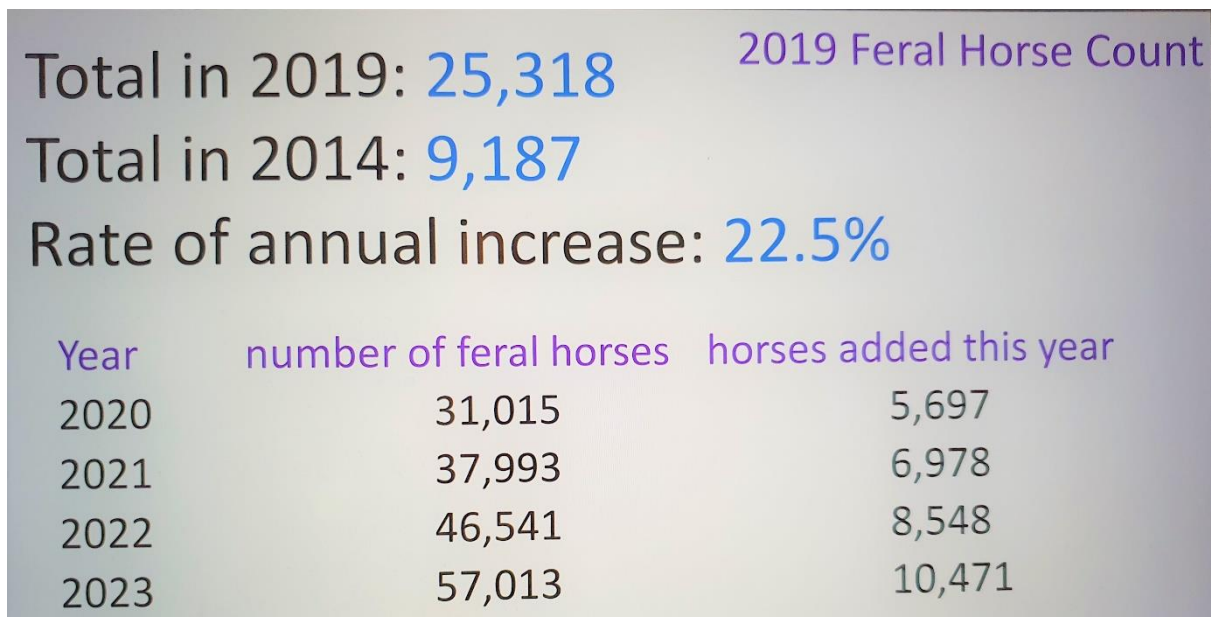 2019 Feral Horse Count
Total in 2019: 25,318
Total in 2014: 9,187
Rate of annual increase: 22.5%
Year number of feral horses horses added this year
2020 31,015 5,697
2021 37,993 6,978
2022 46,541 8,548
2023 57,013 10,471